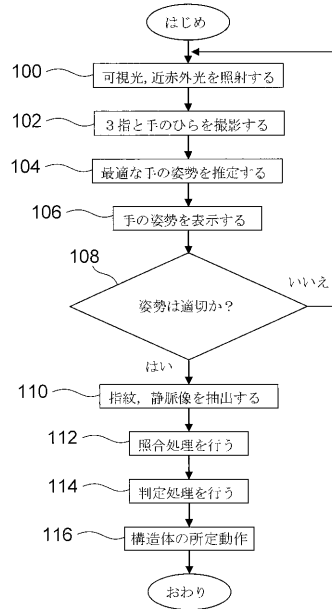 はじめ
100
可視光,近赤外光を照射する
102
3指と手のひらを撮影する
104
最適な手の姿勢を推定する
106
手の姿勢を表示する
108
姿勢は適切か?
いいえ
はい
110
指紋,静脈像を抽出する
112
照合処理を行う
114
判定処理を行う
116
構造体の所定動作
おわり